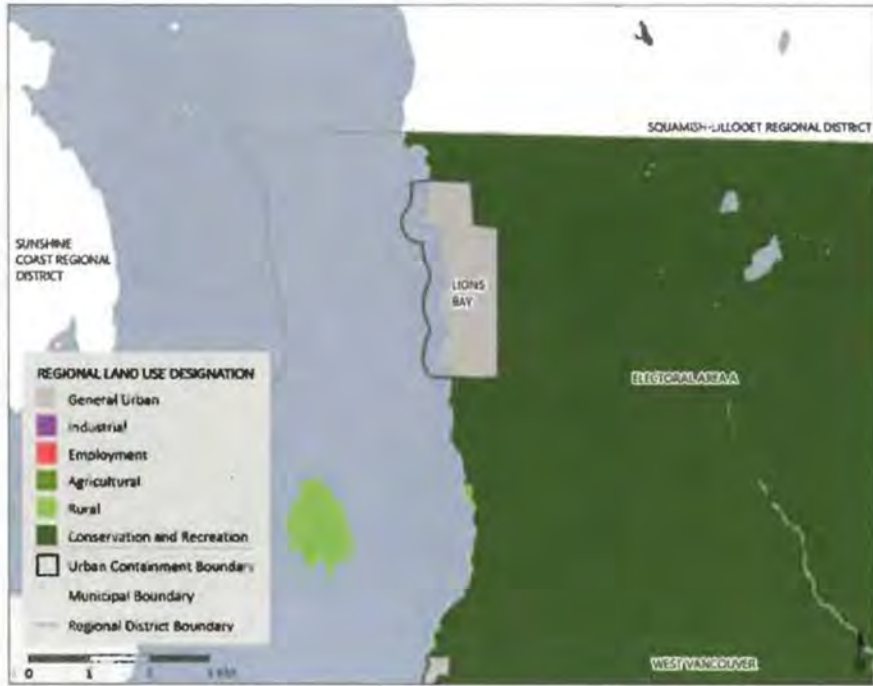 SQUAMISH-LILLOOET REGIONAL DISTRICT
SUNSHINE
COAST REGIONAL
DISTRICT
LIONS
BAY
ELECTORAL AREA A
REGIONAL LAND USE DESIGNATION
General Urban
Industrial
Employment
Agricultural
Rural
Conservation and Recreation
Urban Containment Boundary
Municipal Boundary
Regional District Boundary
0 1
WEST VANCOUVER